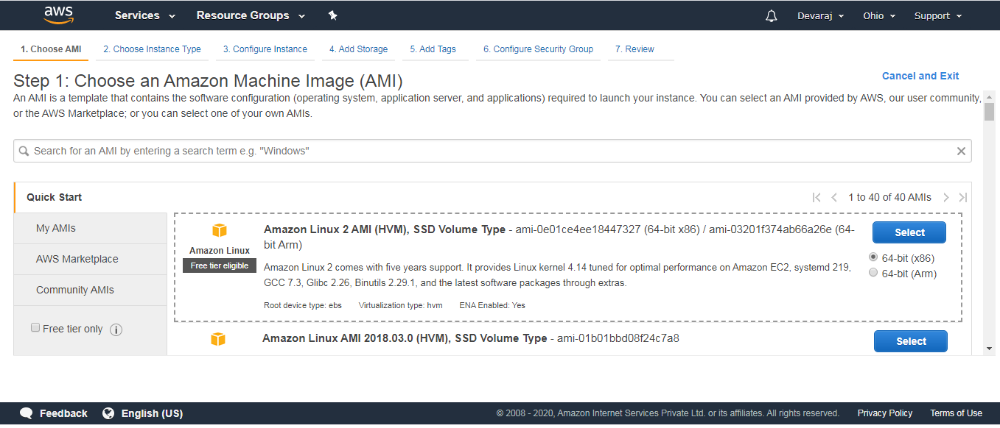 aws Services Resource Groups Devaraj Ohio Support
1. Choose AMI 2. Choose Instance Type 3. Configure Instance 4. Add Storage 5. Add Tags 6. Configure Security Group 7. Review
Step 1: Choose an Amazon Machine Image (AMI)
Cancel and Exit
An AMI is a template that contains the software configuration (operating system, application server, and applications) required to launch your instance. You can select an AMI provided by AWS, our user community,
or the AWS Marketplace; or you can select one of your own AMIs.
Search for an AMI by entering a search term e.g. "Windows"
Quick Start
My AMIs
AWS Marketplace
Community AMIs
Free tier only
1 to 40 of 40 AMIs
Amazon Linux
Free tier eligible
Amazon Linux 2 AMI (HVM), SSD Volume Type - ami-0e01ce4ee18447327 (64-bit x86) / ami-03201f374ab66a26e (64-
bit Arm)
Amazon Linux 2 comes with five years support. It provides Linux kernel 4.14 tuned for optimal performance on Amazon EC2, systemd 219,
GCC 7.3, Glibc 2.26, Binutils 2.29.1, and the latest software packages through extras.
Root device type: ebs Virtualization type: hvm ENA Enabled: Yes
Select
64-bit (x86)
64-bit (Arm)
Amazon Linux AMI 2018.03.0 (HVM), SSD Volume Type - ami-01b01bbd08f24c7a8
Select
Feedback English (US) © 2008 - 2020, Amazon Internet Services Private Ltd. or its affiliates. All rights reserved. Privacy Policy Terms of Use